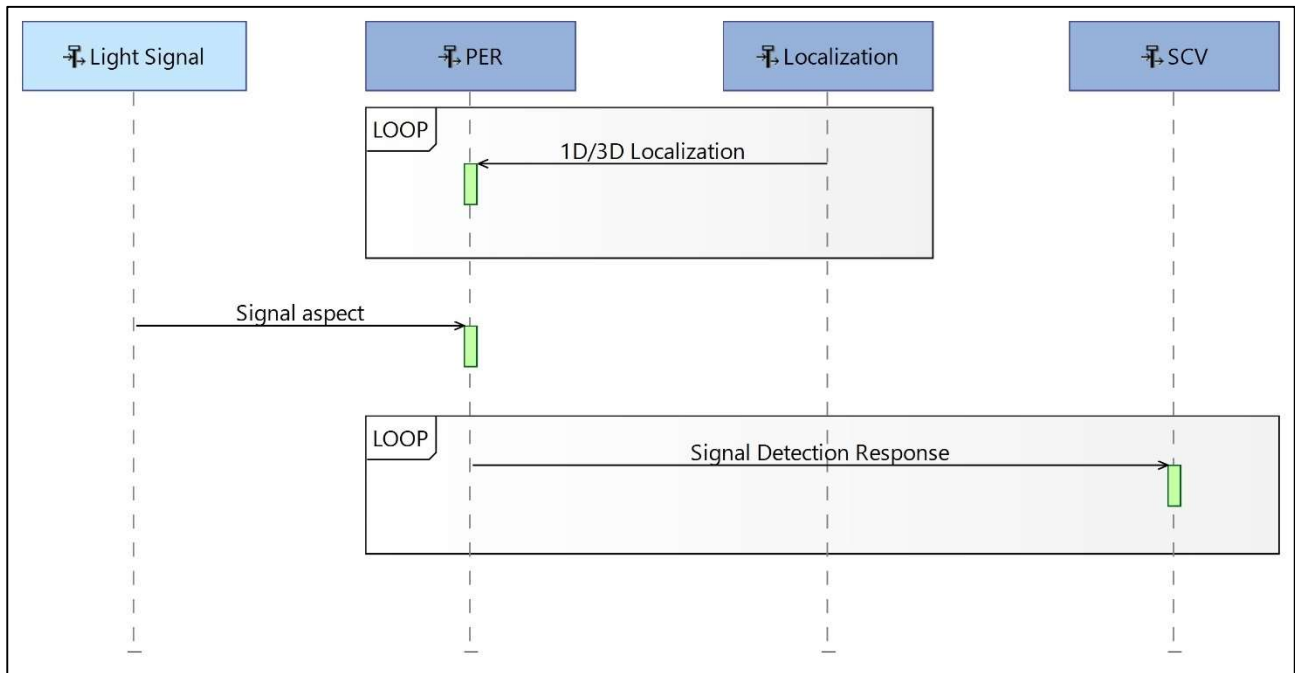 Light Signal
PER
Localization
SCV
LOOP
1D/3D Localization
Signal aspect
LOOP
Signal Detection Response